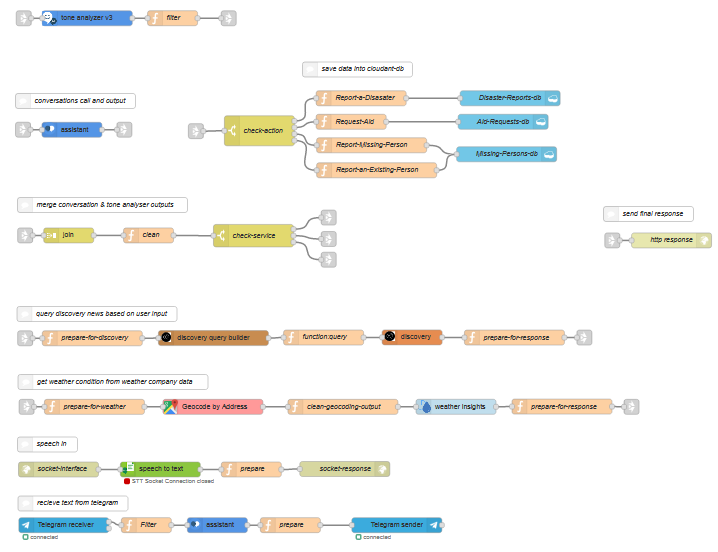 tone analyzer v3
filter
save data into cloudant-db
conversations call and output
Report-a-Disasater
Disaster-Reports-db
assistant
check-action
Request-Aid
Aid-Requests-db
Report-Missing-Person
Missing-Persons-db
Report-an-Existing-Person
merge conversation & tone analyser outputs
send final response
join
clean
check-service
http response
query discovery news based on user input
prepare-for-discovery
discovery query builder
function:query
discovery
prepare-for-response
get weather condition from weather company data
prepare-for-weather
Geocode by Address
clean-geocoding-output
weather insights
prepare-for-response
speech in
socket-interface
speech to text
prepare
socket-response
STT Socket Connection closed
recieve text from telegram
Telegram receiver
Filter
assistant
prepare
Telegram sender
connected
connected